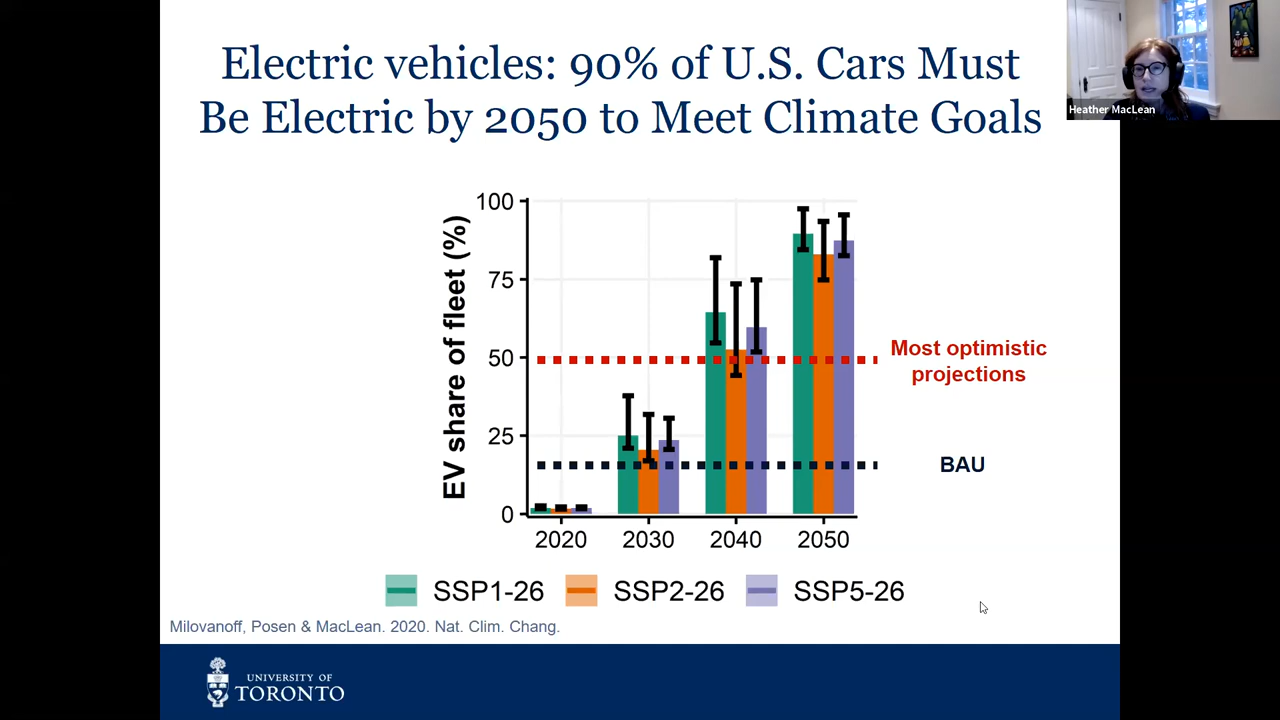 Electric vehicles: 90% of U.S. Cars Must
Be Electric by 2050 to Meet Climate Goals
Heather MacLean
EV share of fleet (%)
100
75
50
25
0
2020 2030 2040 2050
Most optimistic
projections
BAU
SSP1-26 SSP2-26 SSP5-26
Milovanoff, Posen & MacLean. 2020. Nat. Clim. Chang.
UNIVERSITY OF
TORONTO